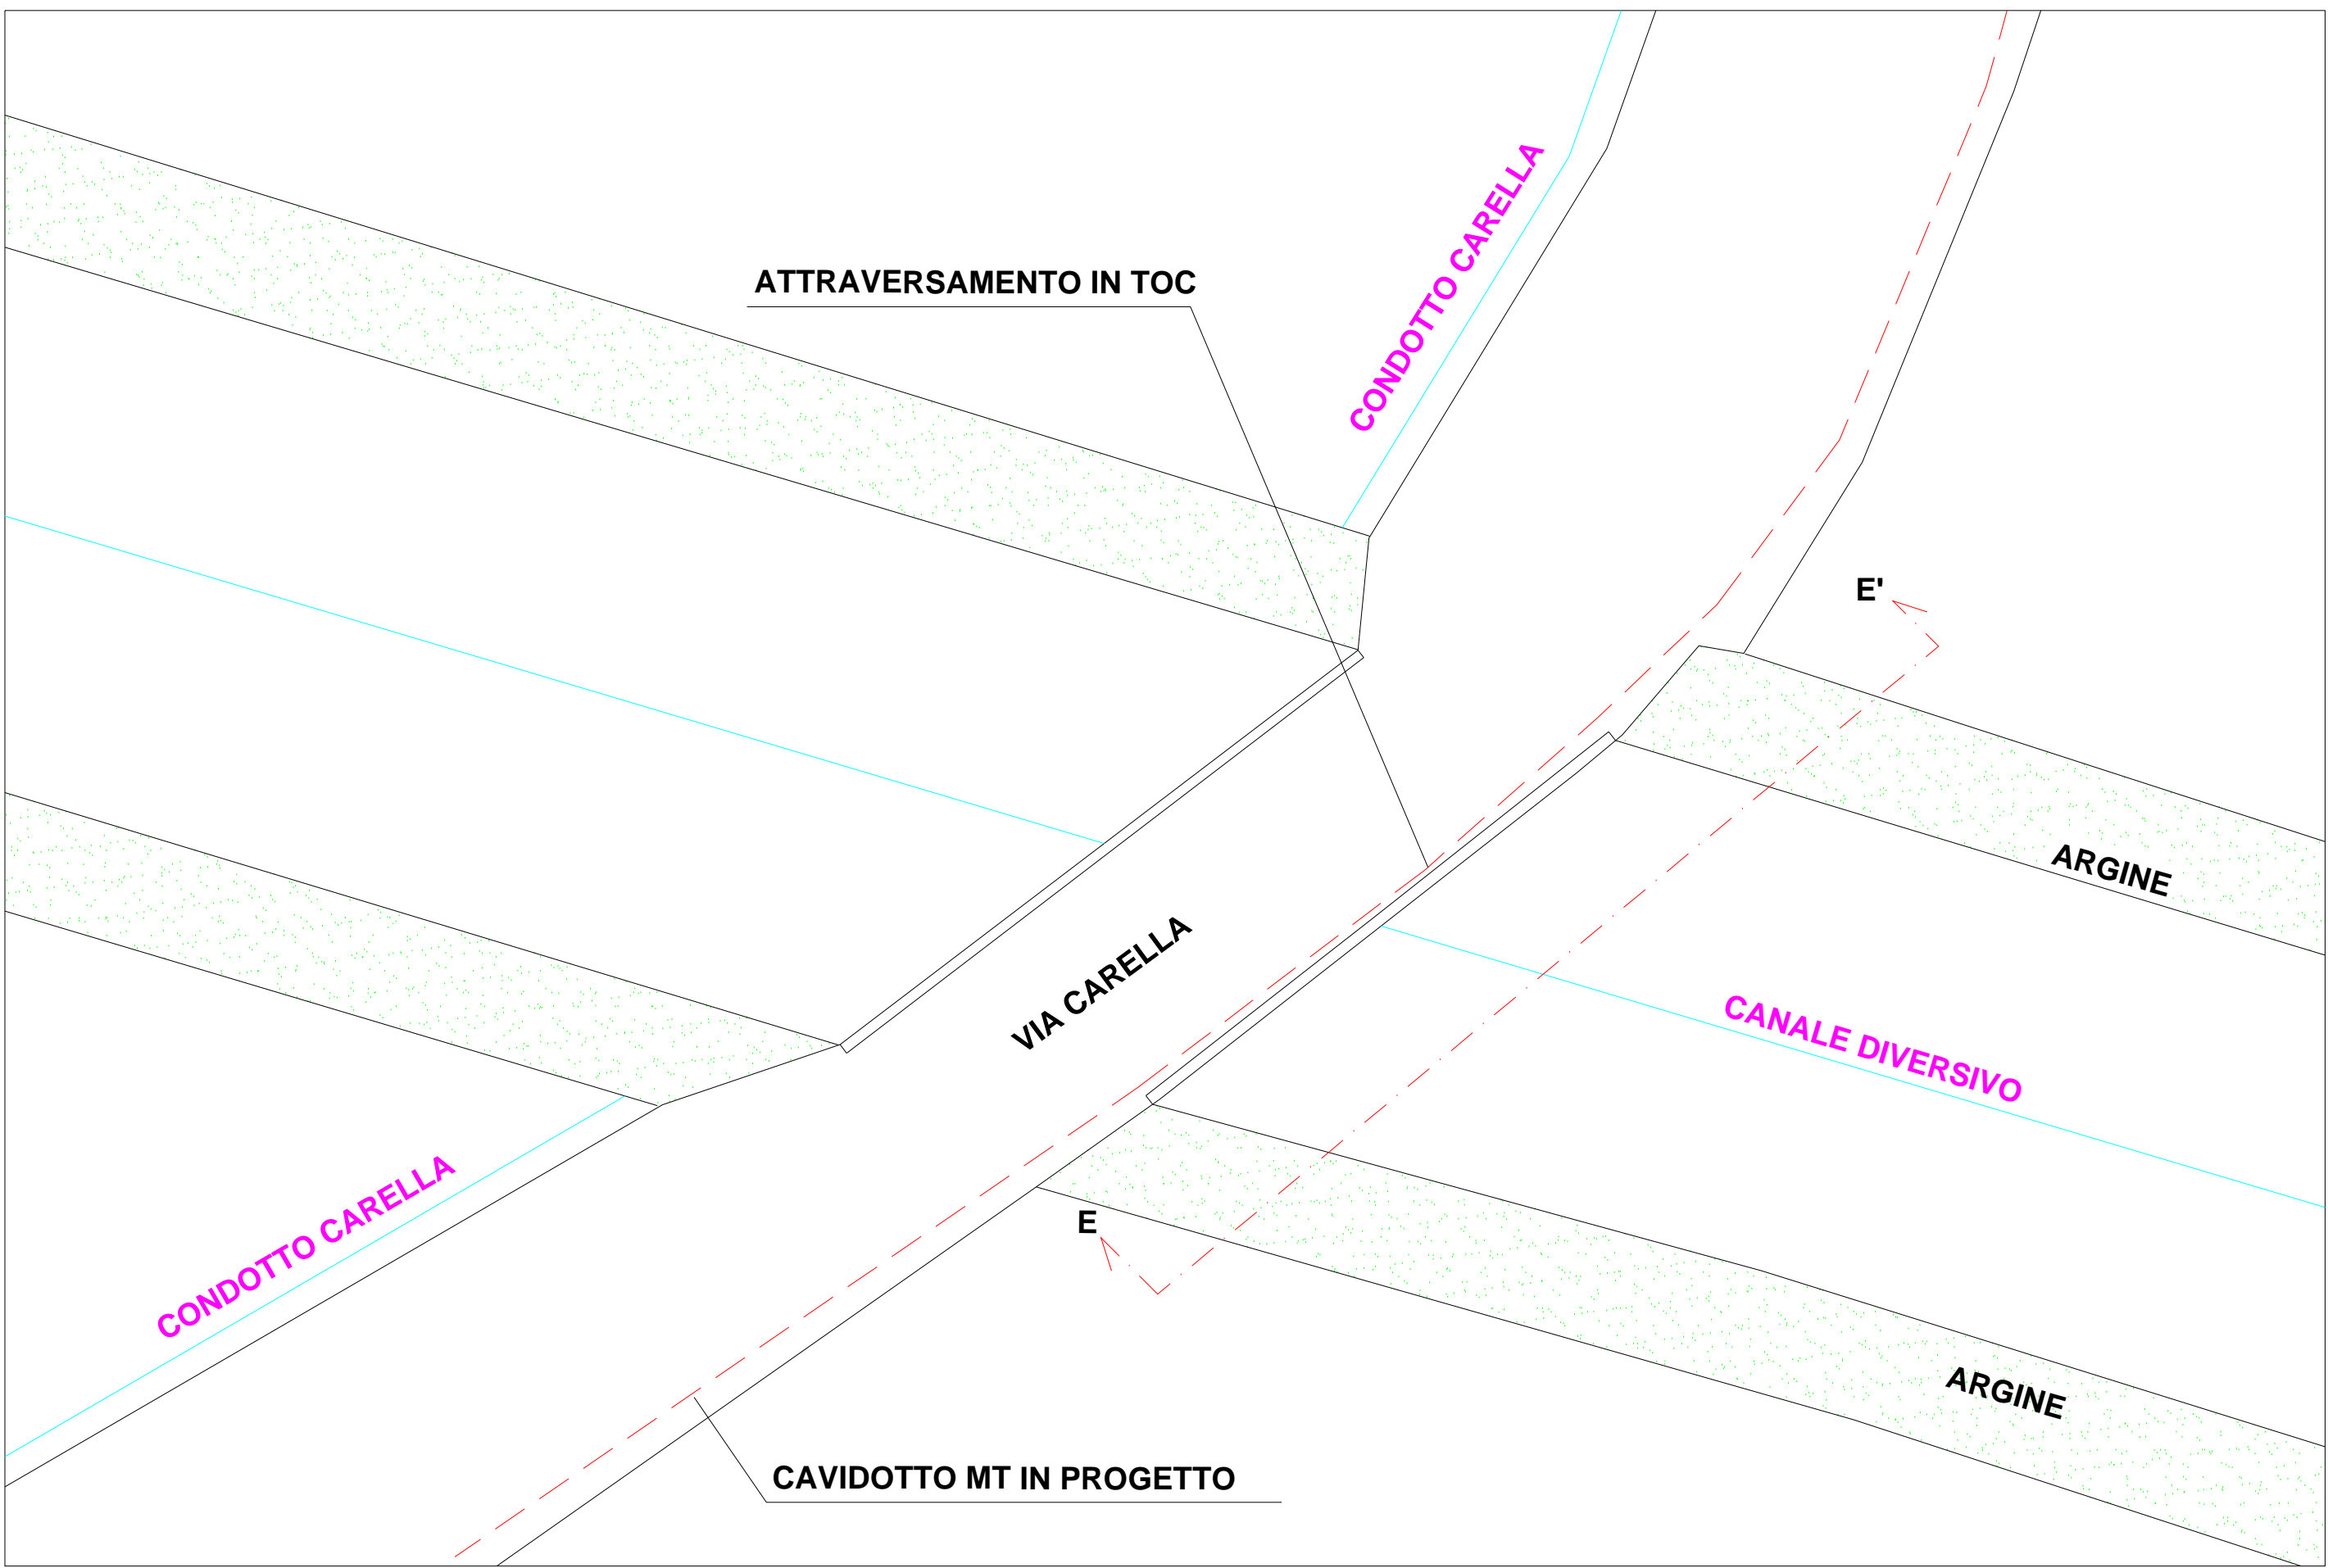 CONDOTTO CARELLA
ATTRAVERSAMENTO IN TOC
E'
ARGINE
VIA CARELLA
CANALE DIVERSIVO
E
CONDOTTO CARELLA
ARGINE
CAVIDOTTO MT IN PROGETTO